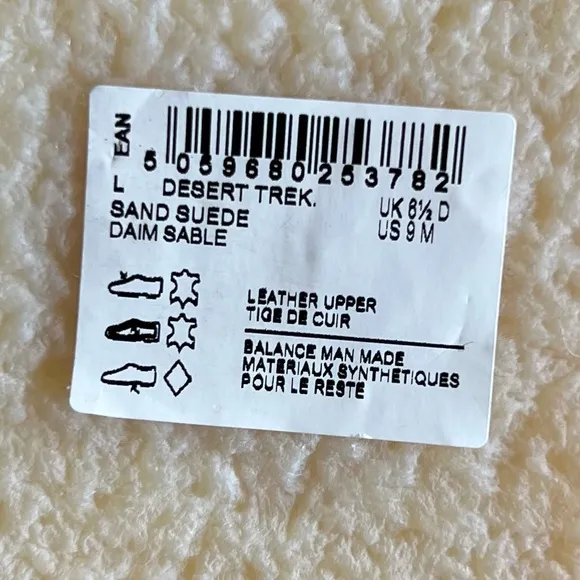 EAN
5 059680 253782
L DESERT TREK. UK 6½ D
SAND SUEDE US 9 M
DAIM SABLE
LEATHER UPPER
TIGE DE CUIR
BALANCE MAN MADE
MATERIAUX SYNTHETIQUES
POUR LE RESTE